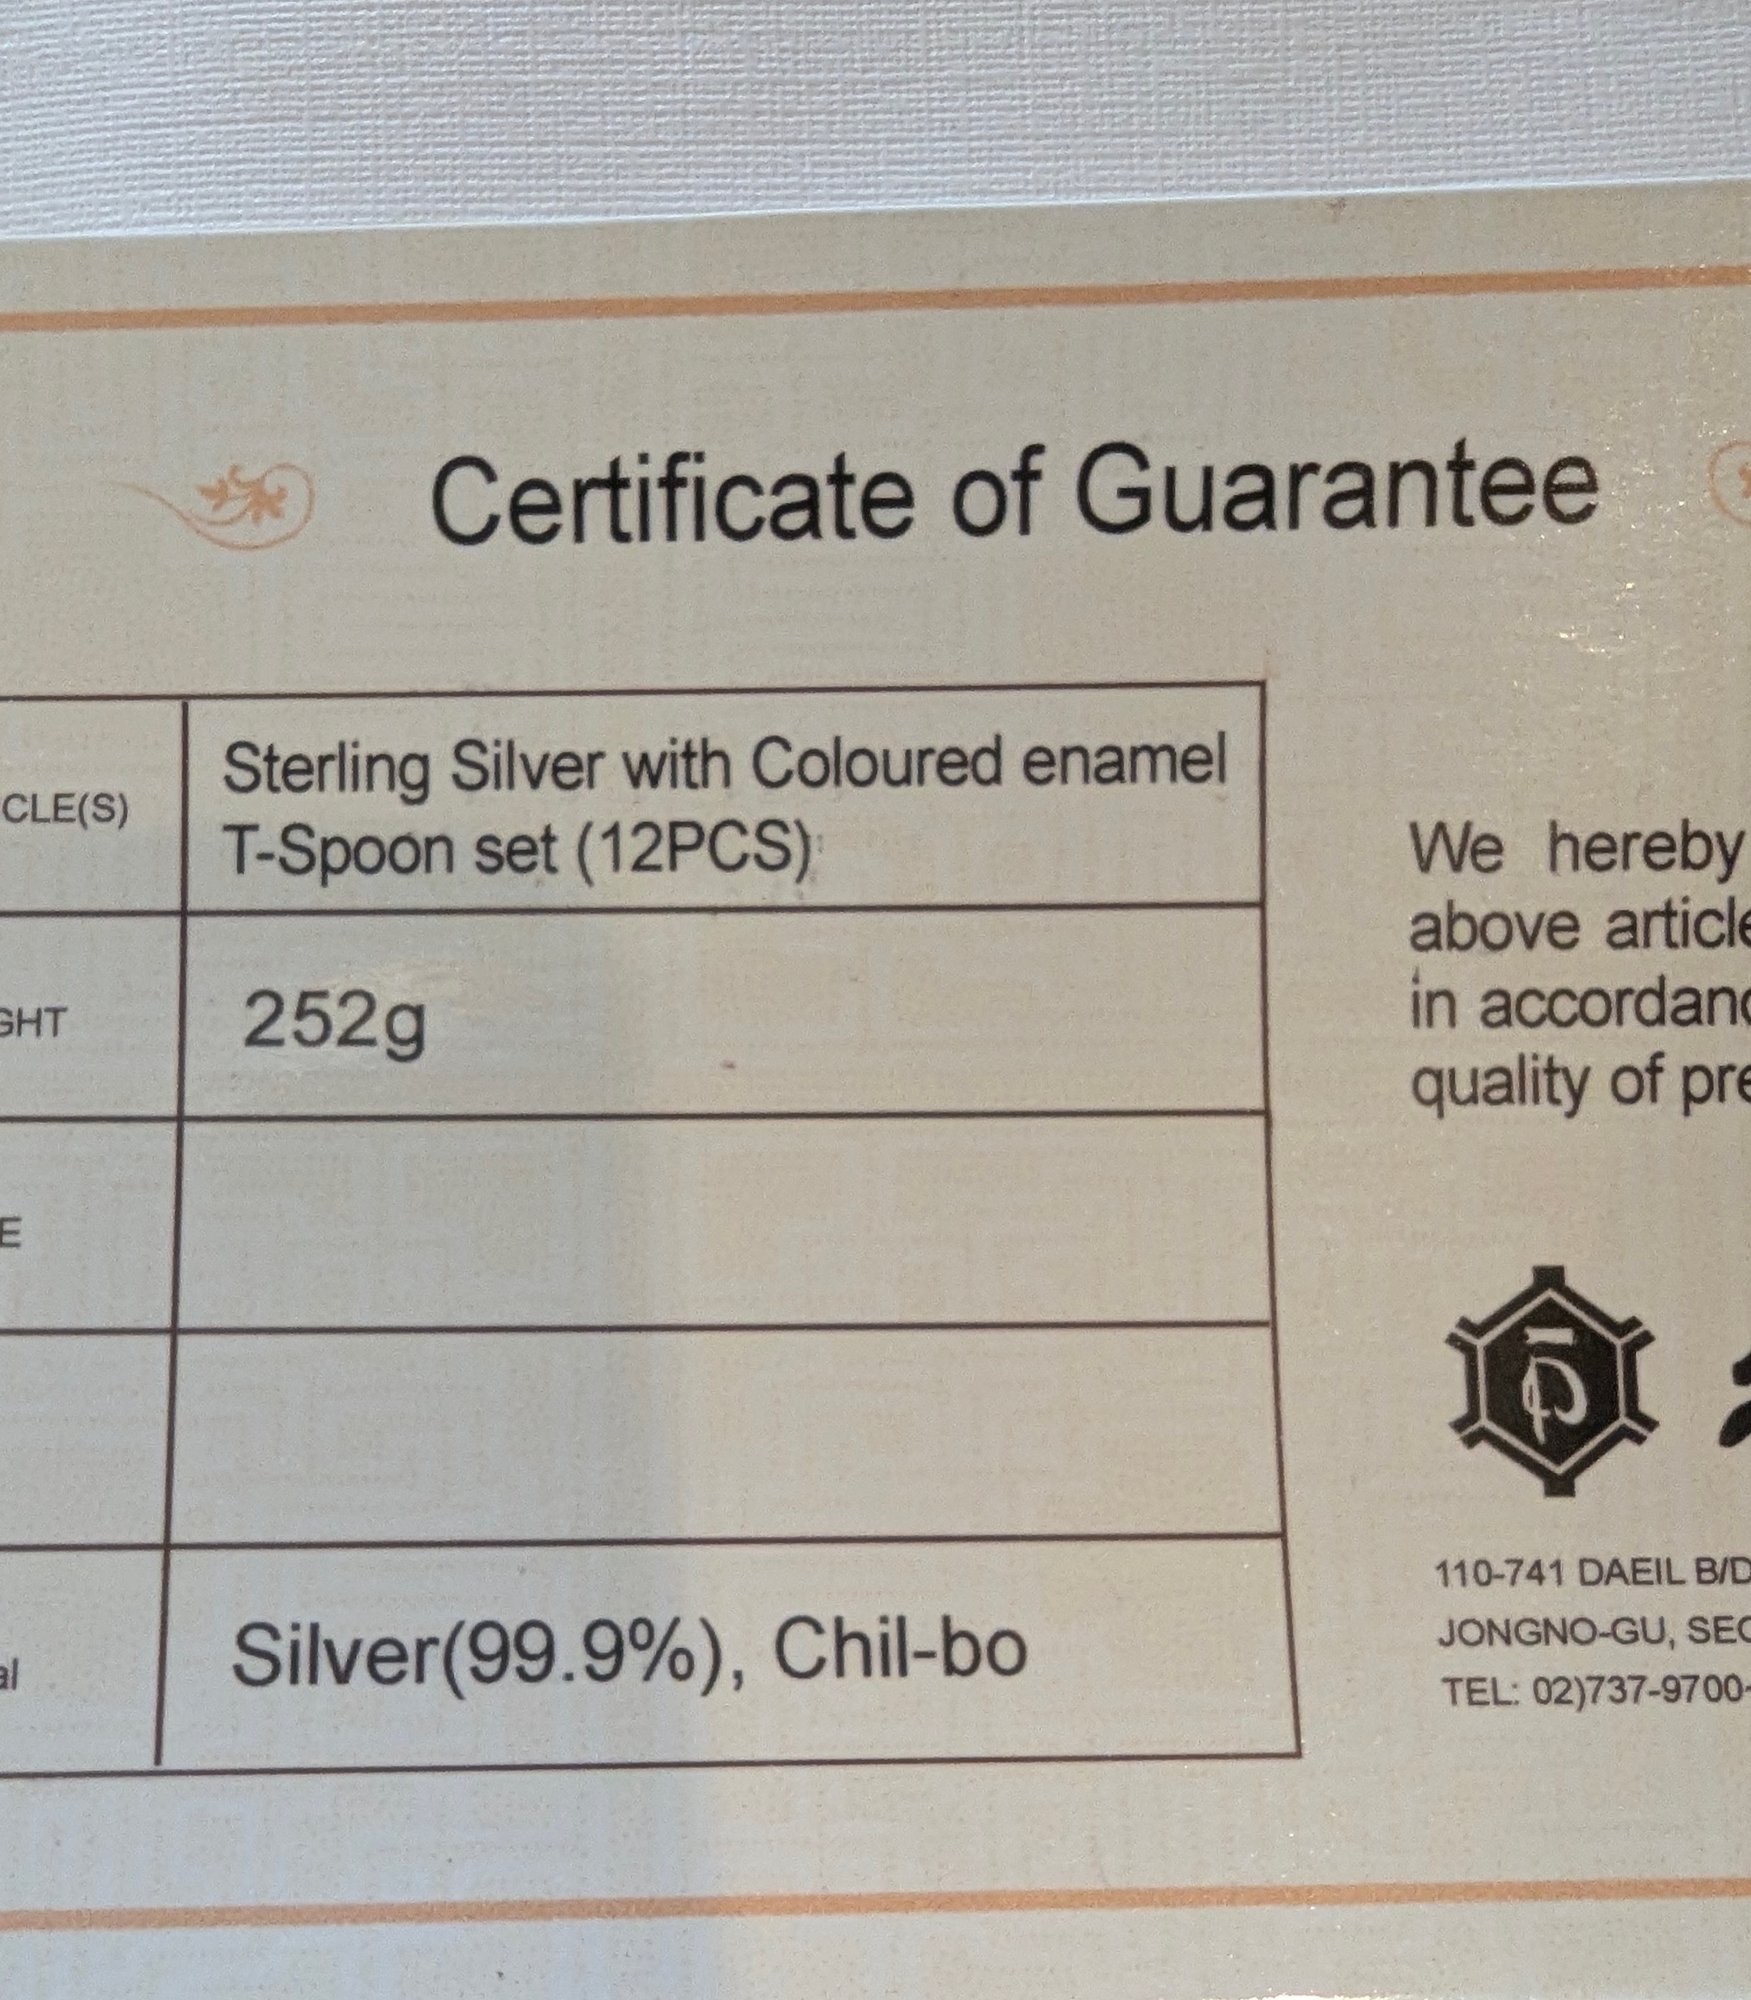 Certificate of Guarantee
CLE(S)
Sterling Silver with Coloured enamel
T-Spoon set (12PCS)
GHT
252g
E
al
Silver(99.9%), Chil-bo
We hereby
above article
in accordanc
quality of pre
110-741 DAEIL B/D
JONGNO-GU, SEO
TEL: 02)737-9700-